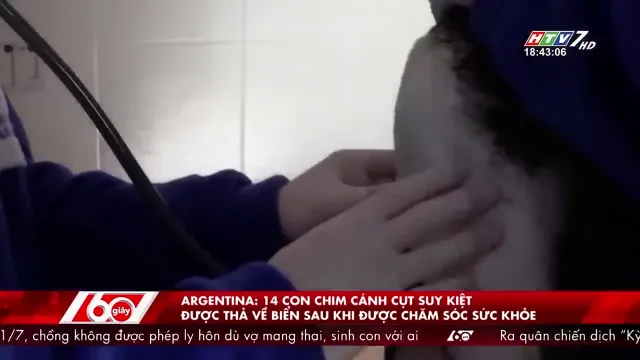 HTV7 HD
18:43:06
60 giây
ARGENTINA: 14 CON CHIM CÁNH CỤT SUY KIỆT
ĐƯỢC THẢ VỀ BIỂN SAU KHI ĐƯỢC CHĂM SÓC SỨC KHỎE
1/7, chồng không được phép ly hôn dù vợ mang thai, sinh con với ai 60 giây Ra quân chiến dịch "Kỳ